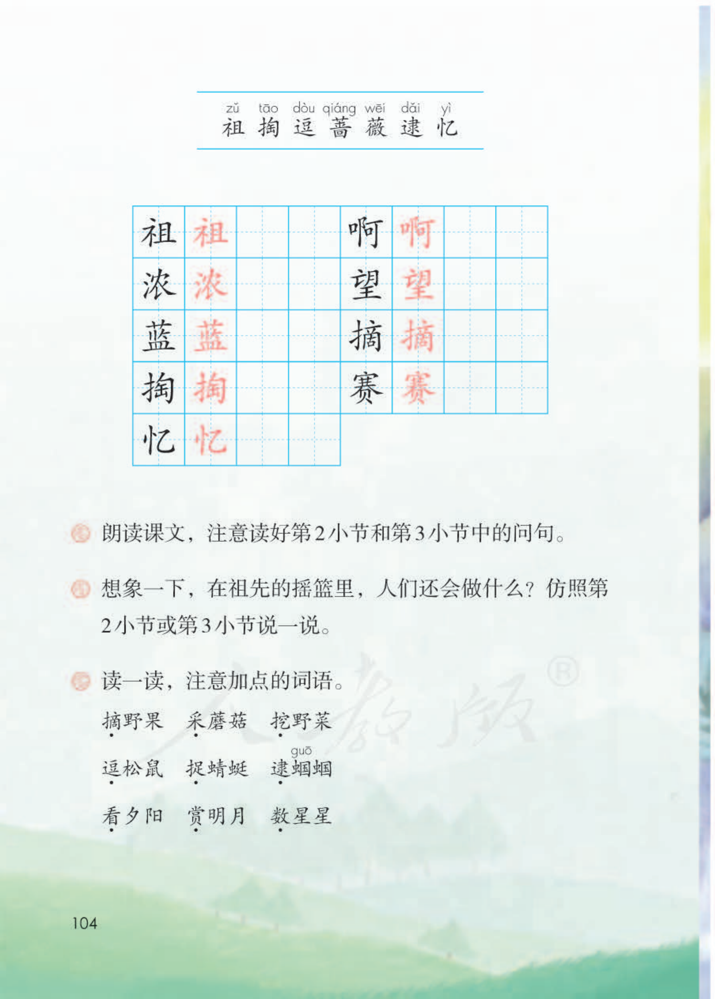 zǔ tāo dòu qiáng wēi dǎi yì
祖 掏 逗 蔷 薇 逮 忆
祖 祖 啊 啊
浓 浓 望 望
蓝 蓝 摘 摘
掏 掏 赛 赛
忆 忆
朗读课文，注意读好第2小节和第3小节中的问句。
想象一下，在祖先的摇篮里，人们还会做什么？仿照第
2小节或第3小节说一说。
读一读，注意加点的词语。
摘野果 采蘑菇 挖野菜
guō
逗松鼠 捉蜻蜓 逮蝈蝈
看夕阳 赏明月 数星星
人教版®
104